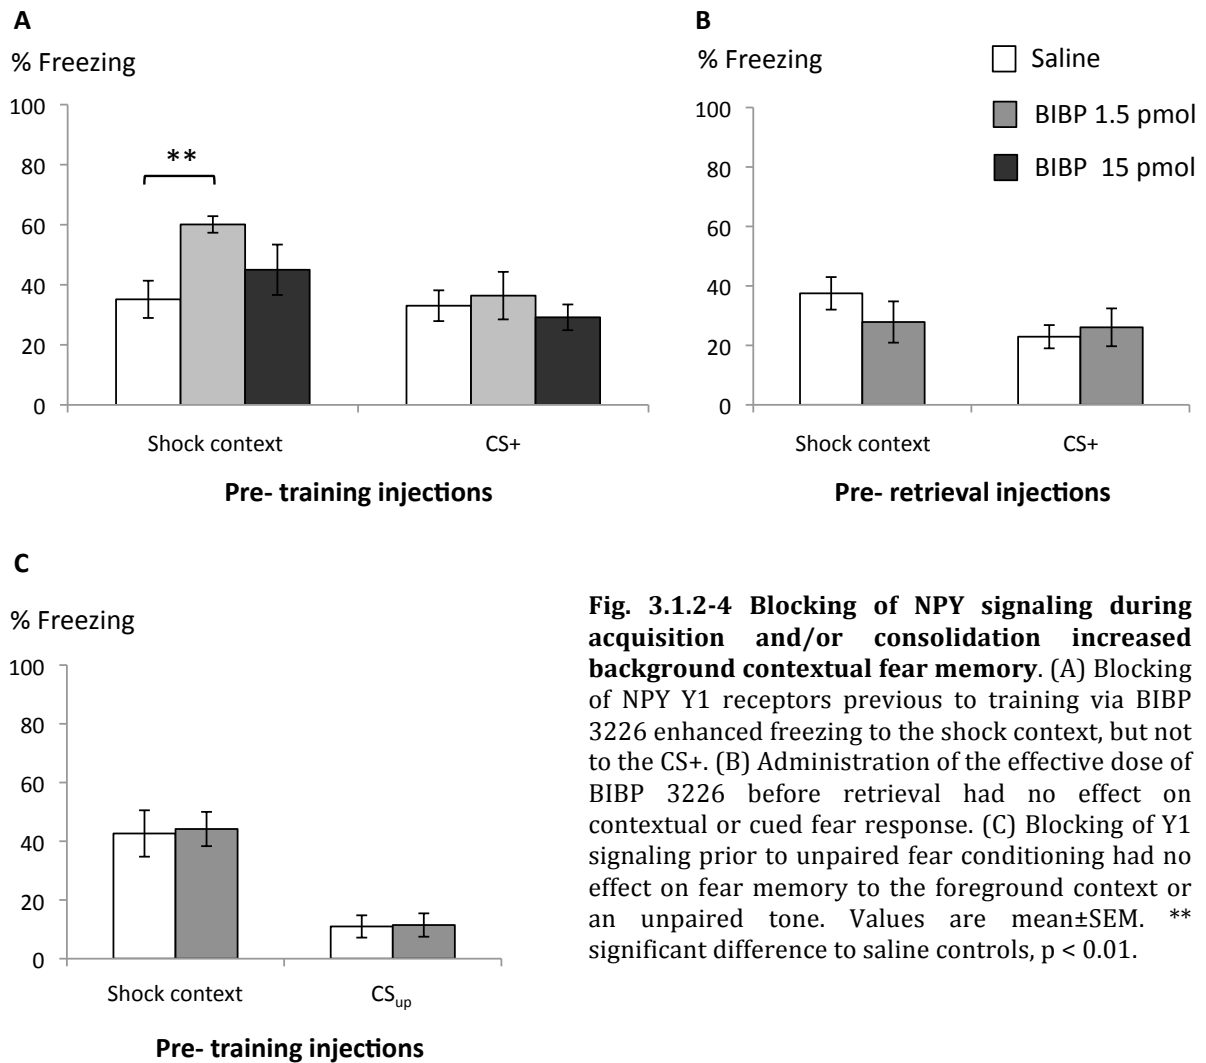 A
% Freezing
100
80
60
40
20
0
**
Shock context CS+
Pre- training injections
B
% Freezing
100
80
60
40
20
0
Saline
BIBP 1.5 pmol
BIBP 15 pmol
Shock context CS+
Pre- retrieval injections
C
% Freezing
100
80
60
40
20
0
Shock context CSup
Pre- training injections
Fig. 3.1.2-4 Blocking of NPY signaling during
acquisition and/or consolidation increased
background contextual fear memory. (A) Blocking
of NPY Y1 receptors previous to training via BIBP
3226 enhanced freezing to the shock context, but not
to the CS+. (B) Administration of the effective dose of
BIBP 3226 before retrieval had no effect on
contextual or cued fear response. (C) Blocking of Y1
signaling prior to unpaired fear conditioning had no
effect on fear memory to the foreground context or
an unpaired tone. Values are mean±SEM. **
significant difference to saline controls, p < 0.01.